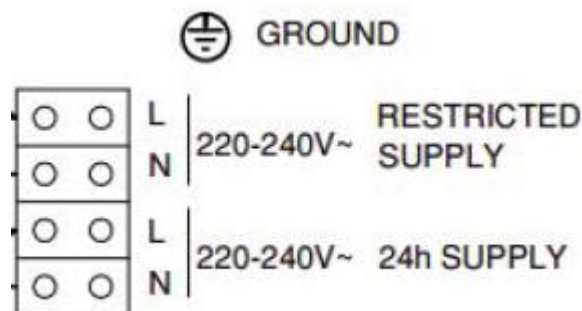 GROUND
L
N
220-240V~
RESTRICTED
SUPPLY
L
N
220-240V~
24h SUPPLY